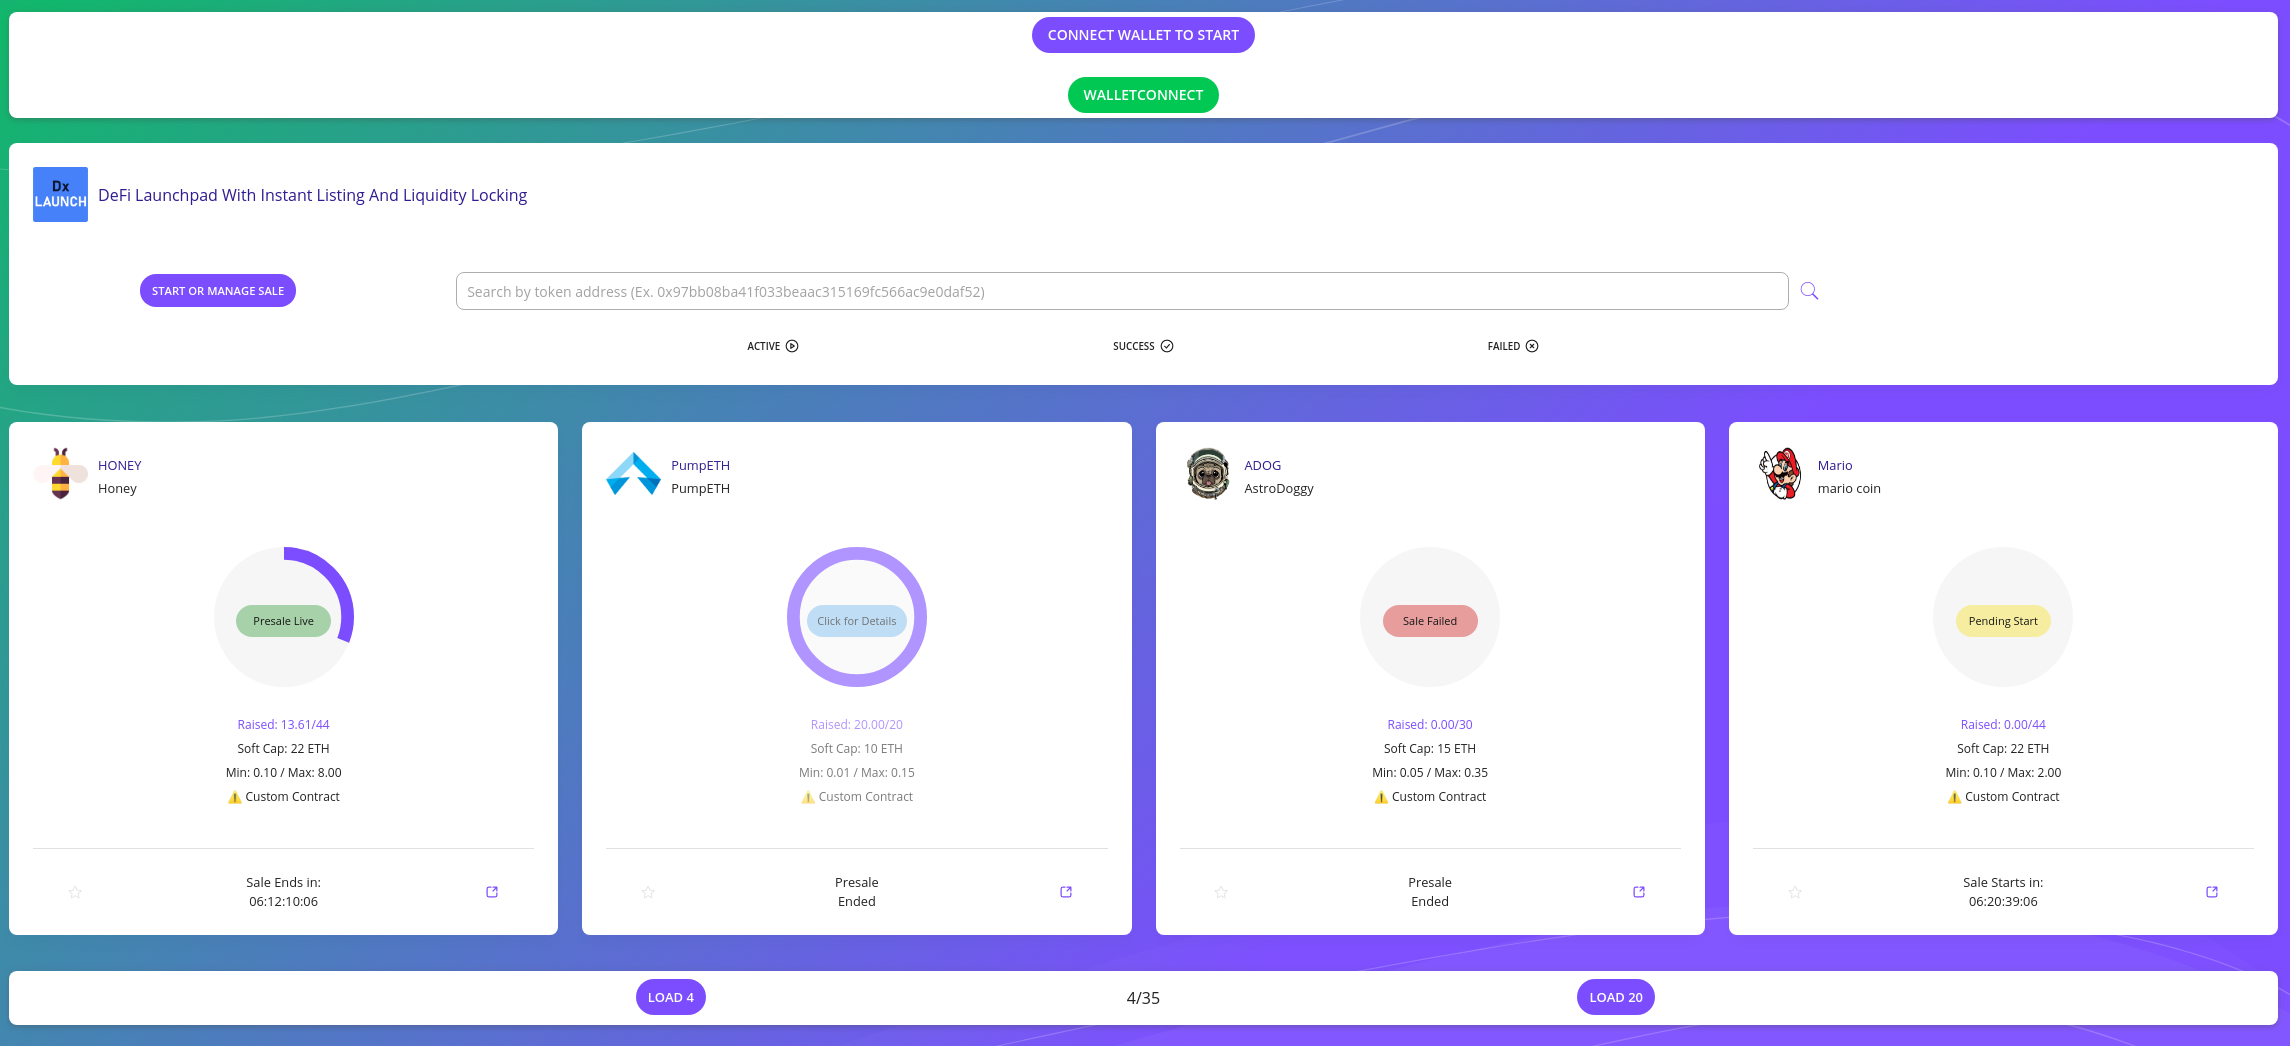 CONNECT WALLET TO START
WALLETCONNECT
Dx
LAUNCH
DeFi Launchpad With Instant Listing And Liquidity Locking
START OR MANAGE SALE
Search by token address (Ex. 0x97bb08ba41f033beaac315169fc566ac9e0daf52)
ACTIVE
SUCCESS
FAILED
HONEY
Honey
Presale Live
Raised: 13.61/44
Soft Cap: 22 ETH
Min: 0.10 / Max: 8.00
⚠️ Custom Contract
Sale Ends in:
06:12:10:06
PumpETH
PumpETH
Click for Details
Raised: 20.00/20
Soft Cap: 10 ETH
Min: 0.01 / Max: 0.15
⚠️ Custom Contract
Presale
Ended
ADOG
AstroDoggy
Sale Failed
Raised: 0.00/30
Soft Cap: 15 ETH
Min: 0.05 / Max: 0.35
⚠️ Custom Contract
Presale
Ended
Mario
mario coin
Pending Start
Raised: 0.00/44
Soft Cap: 22 ETH
Min: 0.10 / Max: 2.00
⚠️ Custom Contract
Sale Starts in:
06:20:39:06
LOAD 4
4/35
LOAD 20